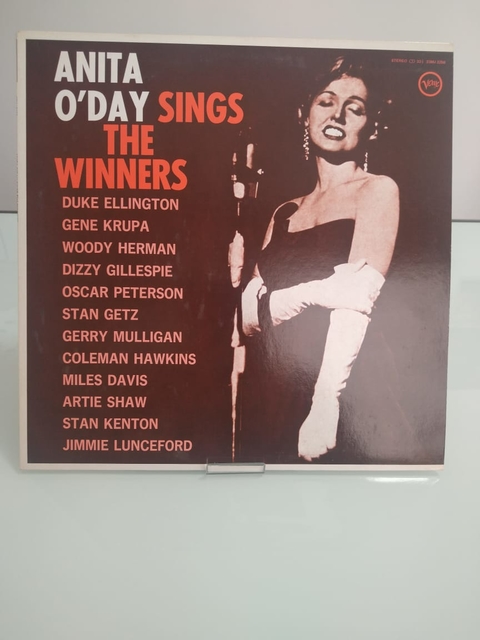 ANITA
O'DAY SINGS
THE
WINNERS
DUKE ELLINGTON
GENE KRUPA
WOODY HERMAN
DIZZY GILLESPIE
OSCAR PETERSON
STAN GETZ
GERRY MULLIGAN
COLEMAN HAWKINS
MILES DAVIS
ARTIE SHAW
STAN KENTON
JIMMIE LUNCEFORD
STEREO
VERVE